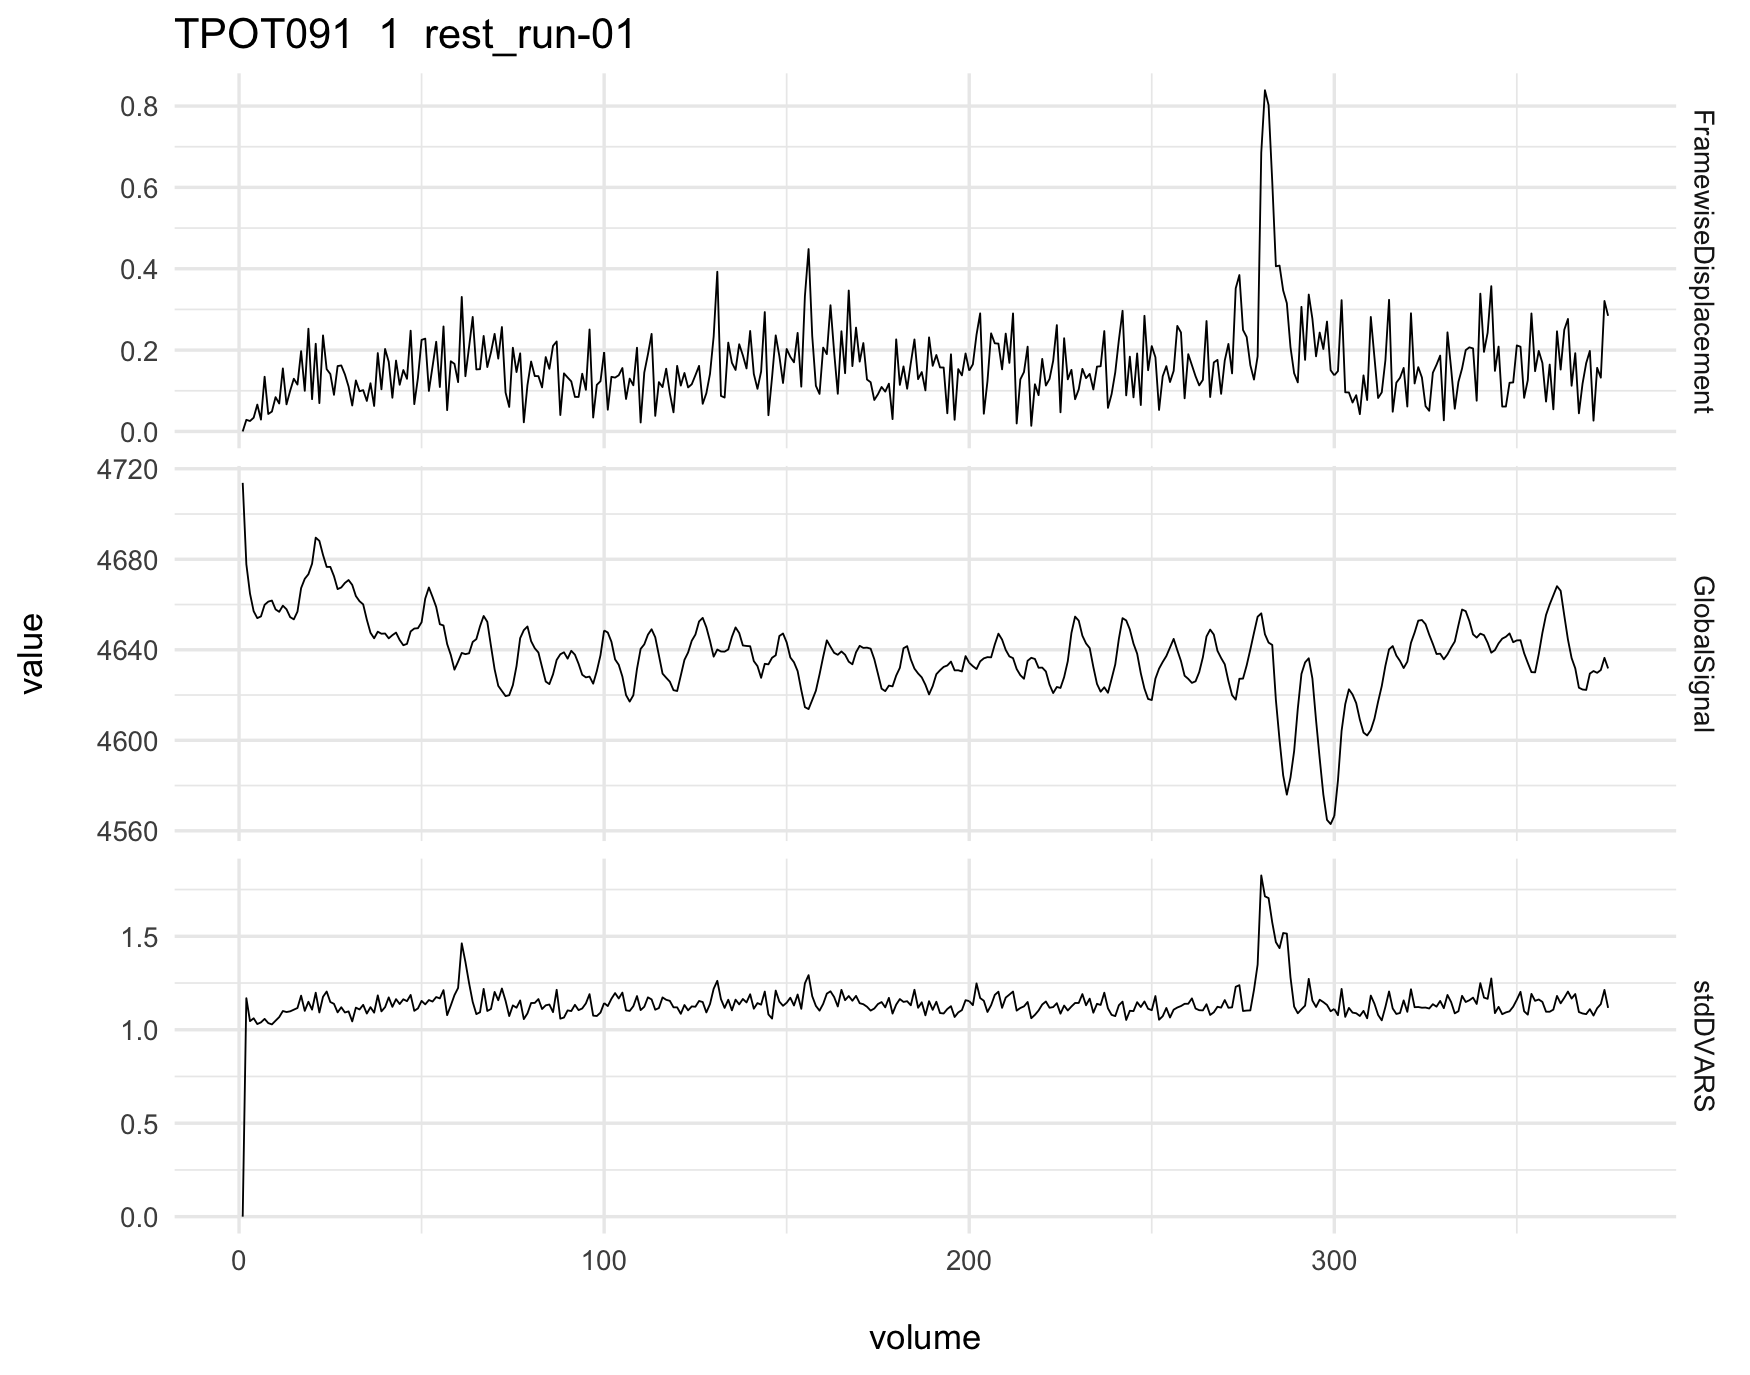 TPOT091 1 rest_run-01
0.8
0.6
0.4
0.2
0.0
FramewiseDisplacement
4720
4680
4640
4600
4560
GlobalSignal
value
1.5
1.0
0.5
0.0
stdDVARS
0 100 200 300
volume